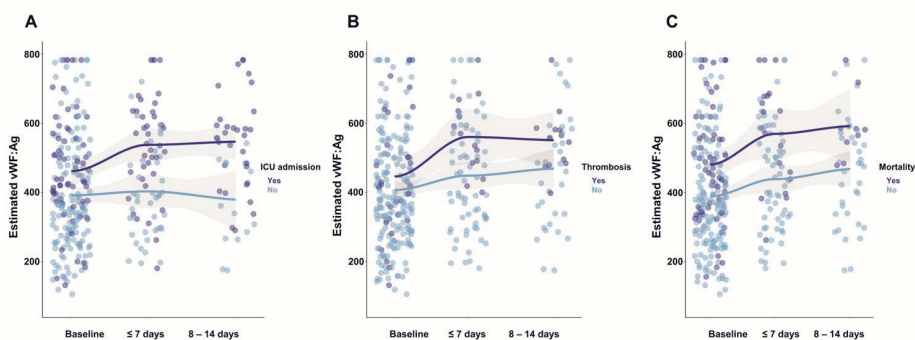 A
Estimated vWF:Ag
800
600
400
200
Baseline
≤ 7 days
8 – 14 days
ICU admission
Yes
No
B
Estimated vWF:Ag
800
600
400
200
Baseline
≤ 7 days
8 – 14 days
Thrombosis
Yes
No
C
Estimated vWF:Ag
800
600
400
200
Baseline
≤ 7 days
8 – 14 days
Mortality
Yes
No